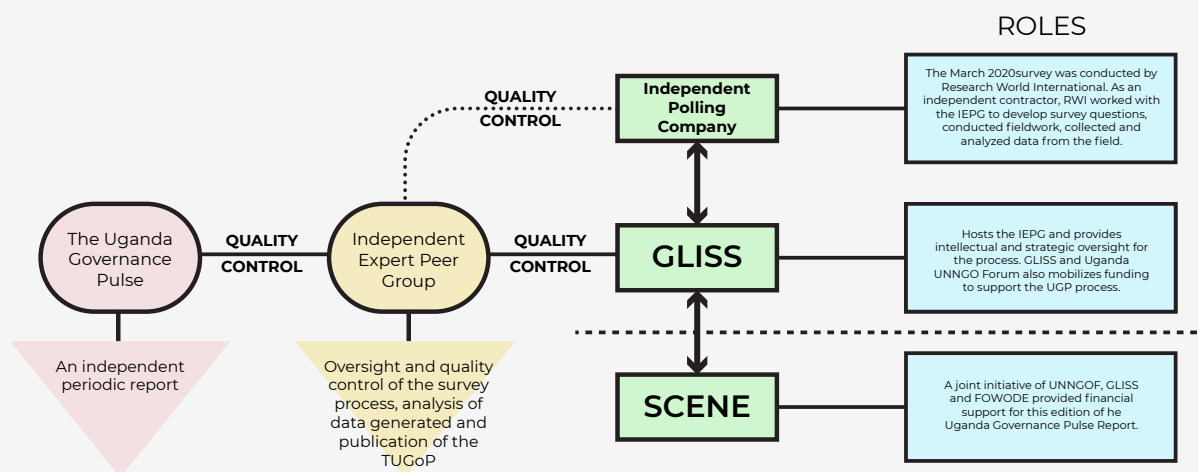 ROLES
The March 2020survey was conducted by
Research World International. As an
independent contractor, RWI worked with
the IEPG to develop survey questions,
conducted fieldwork, collected and
analyzed data from the field.
QUALITY
CONTROL
Independent
Polling
Company
The Uganda
Governance
Pulse
QUALITY
CONTROL
Independent
Expert Peer
Group
QUALITY
CONTROL
GLISS
Hosts the IEPG and provides
intellectual and strategic oversight for
the process. GLISS and Uganda
UNNGO Forum also mobilizes funding
to support the UGP process.
An independent
periodic report
Oversight and quality
control of the survey
process, analysis of
data generated and
publication of the
TUGoP
SCENE
A joint initiative of UNNGOF, GLISS
and FOWODE provided financial
support for this edition of he
Uganda Governance Pulse Report.